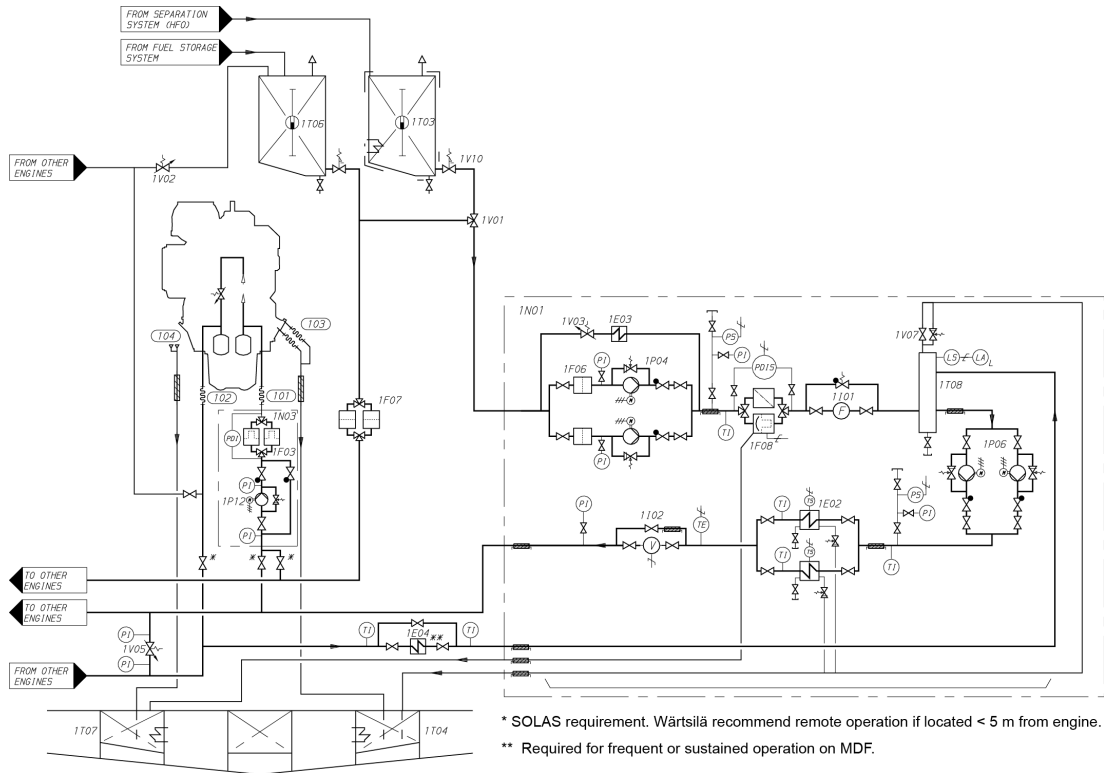 FROM SEPARATION
SYSTEM (HFO)
FROM FUEL STORAGE
SYSTEM
1T06
1T03
FROM OTHER
ENGINES
1V02
1V10
1V01
1N01
1V03
1E03
104
103
1F06
PI
1P04
PS
PI
PDIS
1V07
LS
LA
L
1I01
1T08
F
102
101
1N03
PDI
1F03
1F07
PI
TI
1F08
1P06
PI
1P12
PI
PI
1I02
TE
TI
TS
1E02
PS
PI
V
TI
TS
TI
*
*
*
TO OTHER
ENGINES
TO OTHER
ENGINES
PI
1V05
PI
TI
1E04
**
TI
FROM OTHER
ENGINES
1T07
1T04
* SOLAS requirement. Wärtsilä recommend remote operation if located < 5 m from engine.
** Required for frequent or sustained operation on MDF.